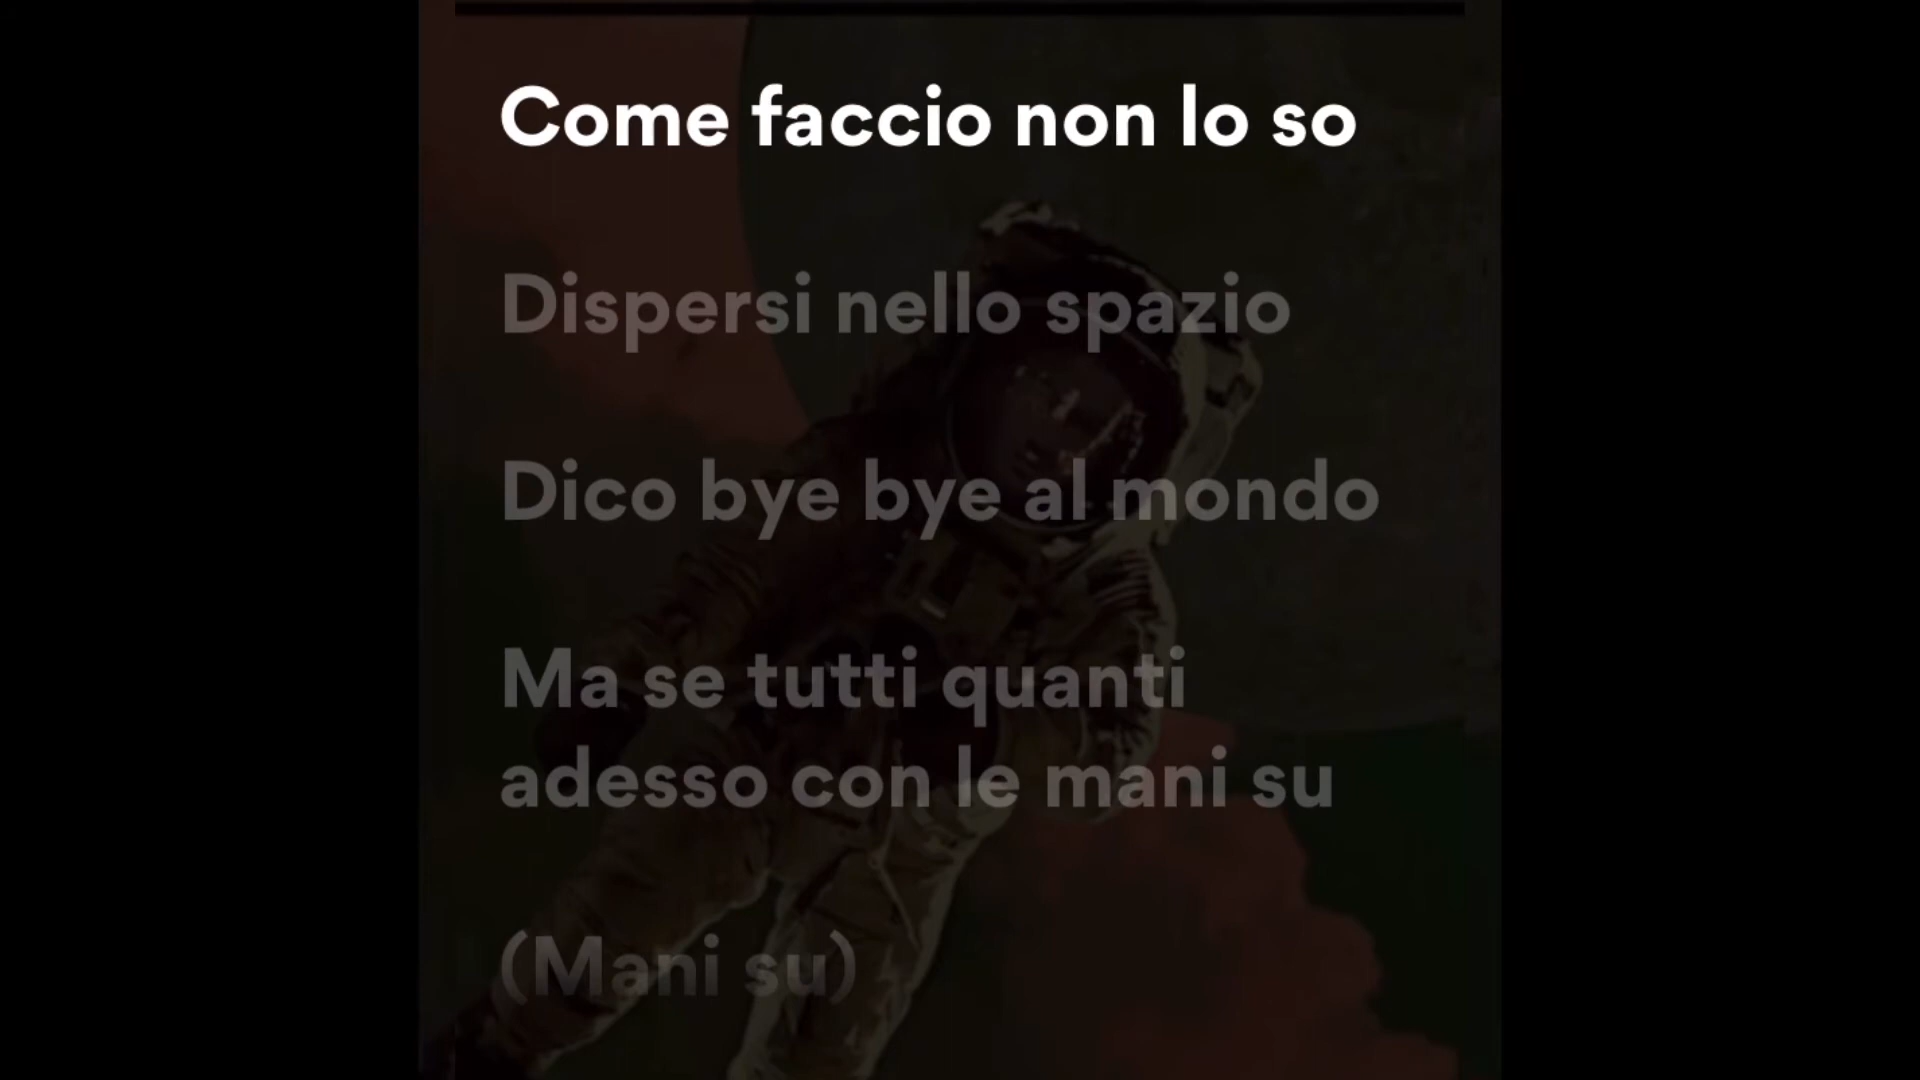 Come faccio non lo so
Dispersi nello spazio
Dico bye bye al mondo
Ma se tutti quanti
adesso con le mani su
(Mani su)